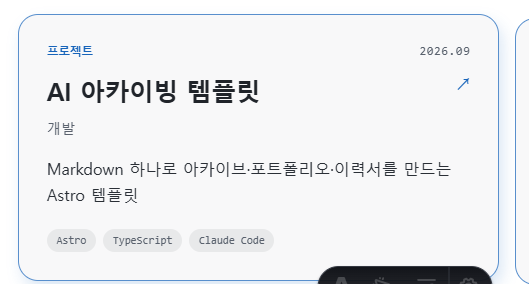 프로젝트
2026.09
AI 아카이빙 템플릿
↗
개발
Markdown 하나로 아카이브·포트폴리오·이력서를 만드는
Astro 템플릿
Astro TypeScript Claude Code